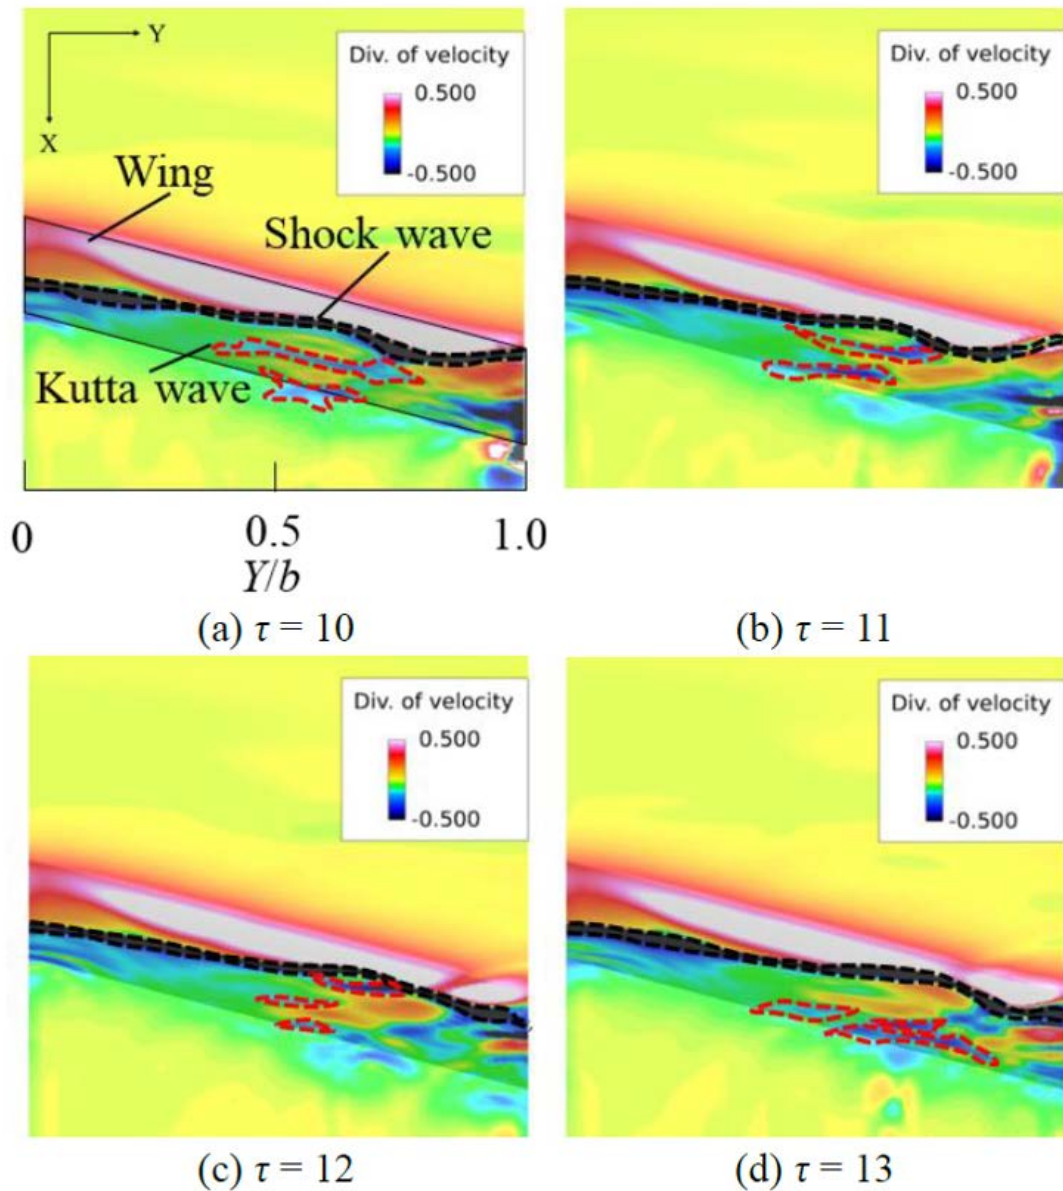 Y
X
Div. of velocity
0.500
-0.500
Wing
Shock wave
Kutta wave
0
0.5
1.0
Y/b
(a) τ = 10
Div. of velocity
0.500
-0.500
(b) τ = 11
Div. of velocity
0.500
-0.500
(c) τ = 12
Div. of velocity
0.500
-0.500
(d) τ = 13